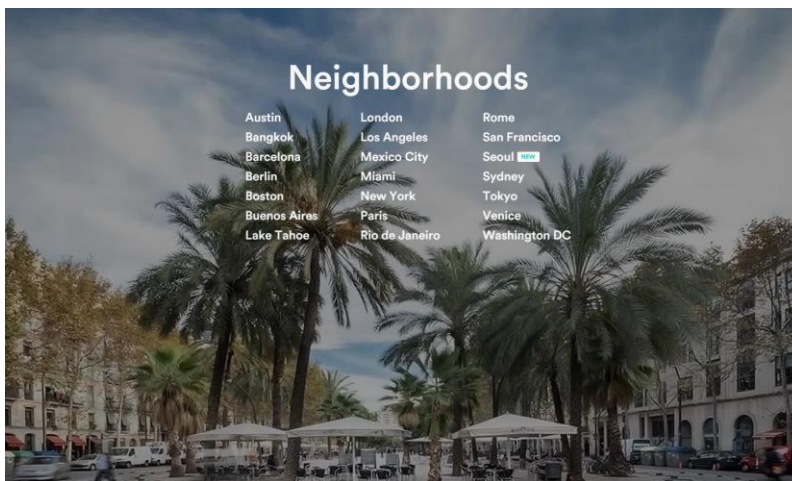 Neighborhoods
Austin
Bangkok
Barcelona
Berlin
Boston
Buenos Aires
Lake Tahoe
London
Los Angeles
Mexico City
Miami
New York
Paris
Rio de Janeiro
Rome
San Francisco
Seoul NEW
Sydney
Tokyo
Venice
Washington DC